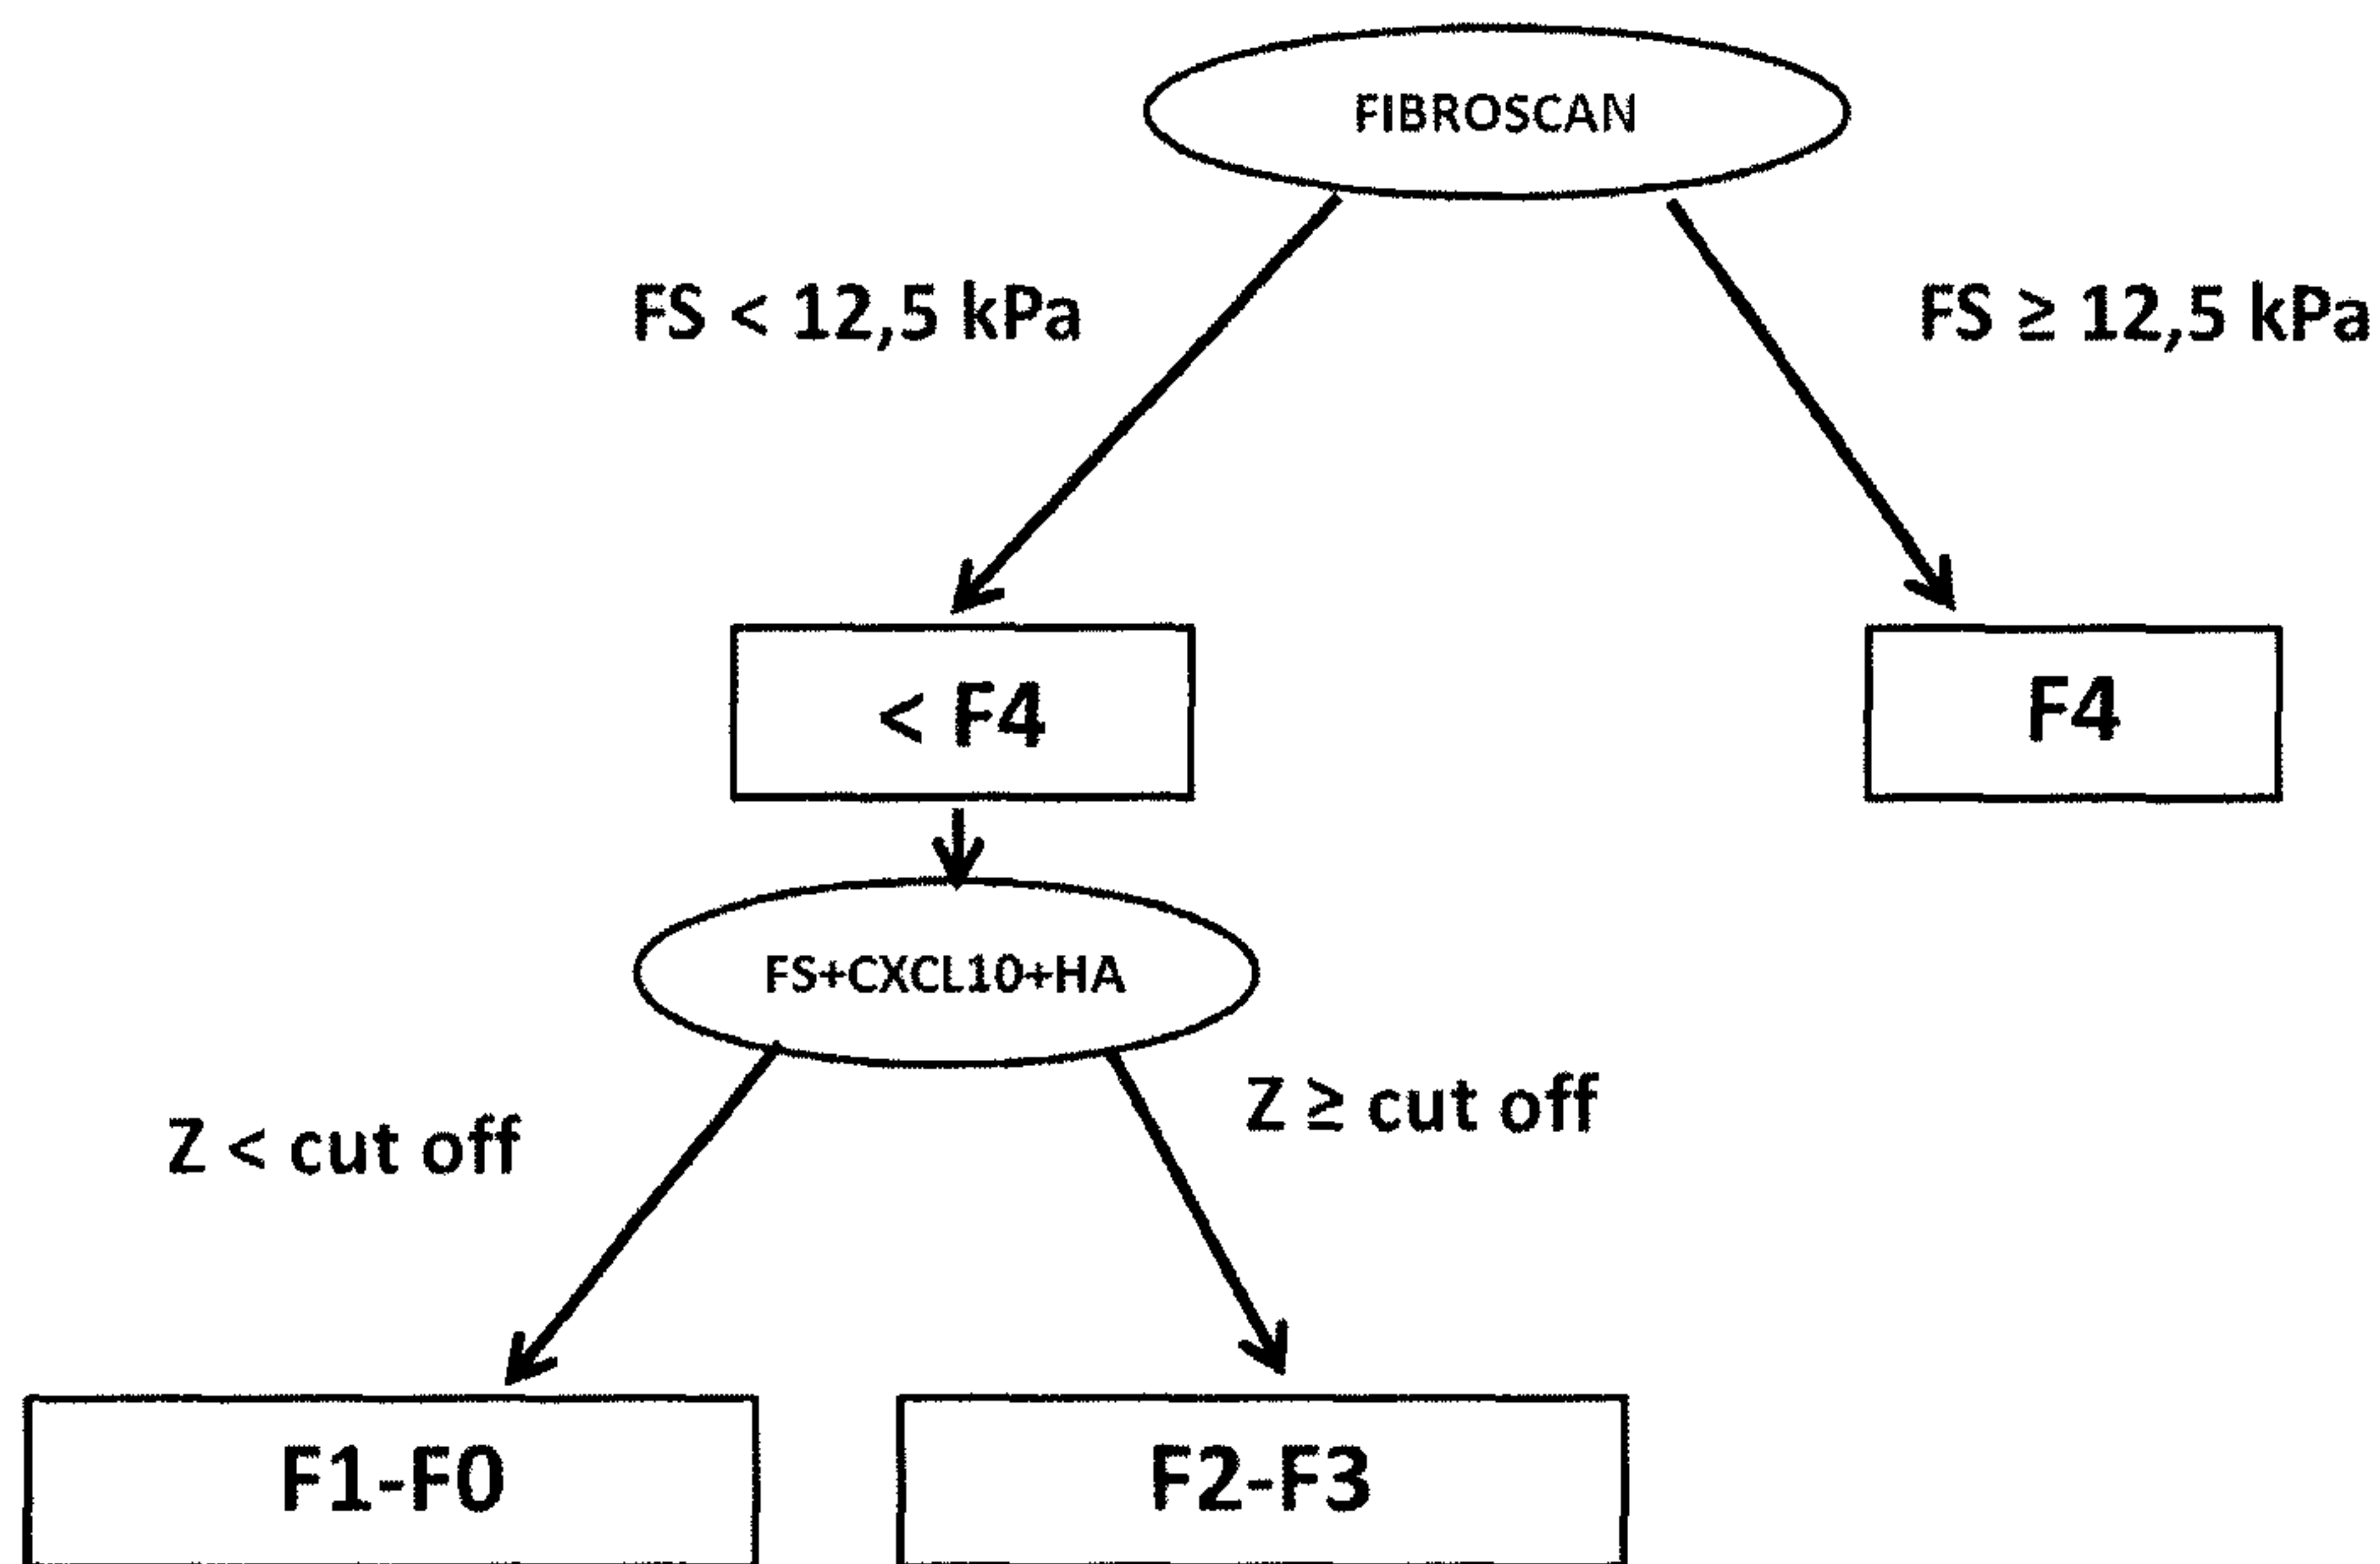 FIBROSCAN
FS < 12,5 kPa
FS ≥ 12,5 kPa
< F4
F4
FS+CXCL10+HA
Z < cut off
Z ≥ cut off
F1-F0
F2-F3